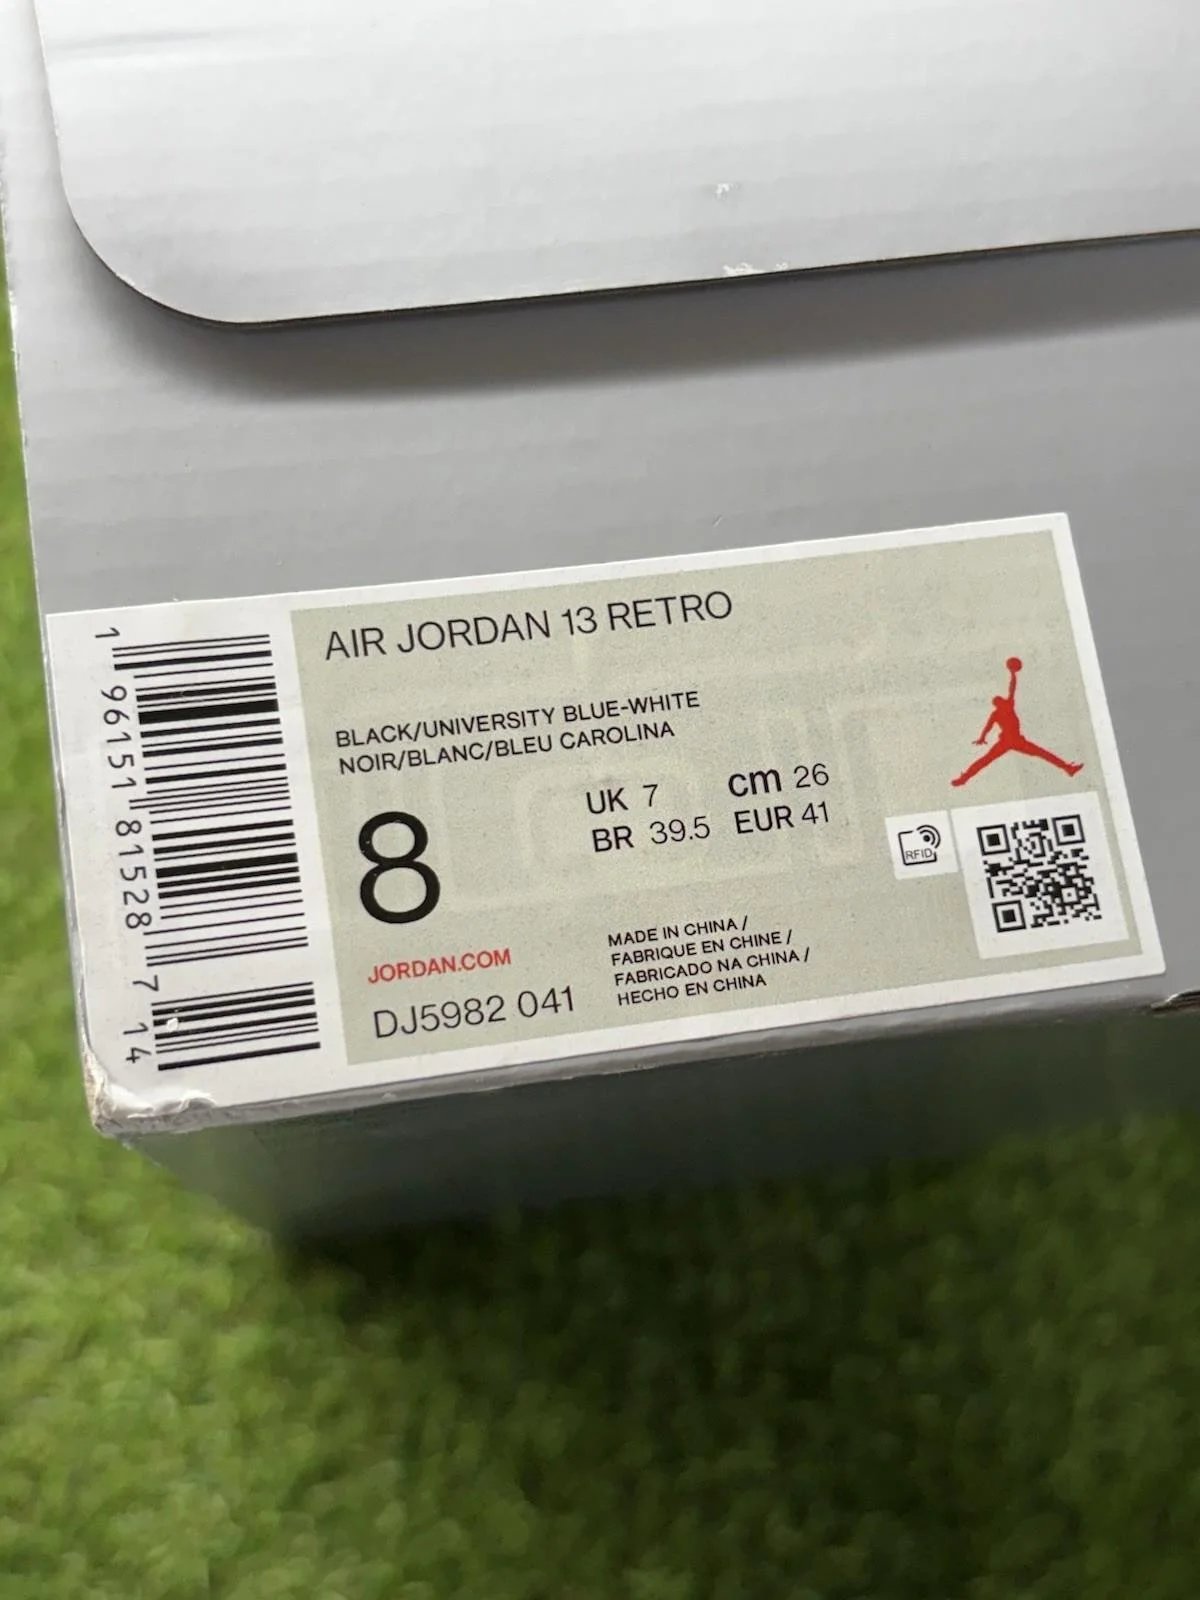 AIR JORDAN 13 RETRO
BLACK/UNIVERSITY BLUE-WHITE
NOIR/BLANC/BLEU CAROLINA
8
UK 7 cm 26
BR 39.5 EUR 41
RFID
JORDAN.COM
DJ5982 041
MADE IN CHINA /
FABRIQUE EN CHINE /
FABRICADO NA CHINA /
HECHO EN CHINA
1 96151 81528 7 14